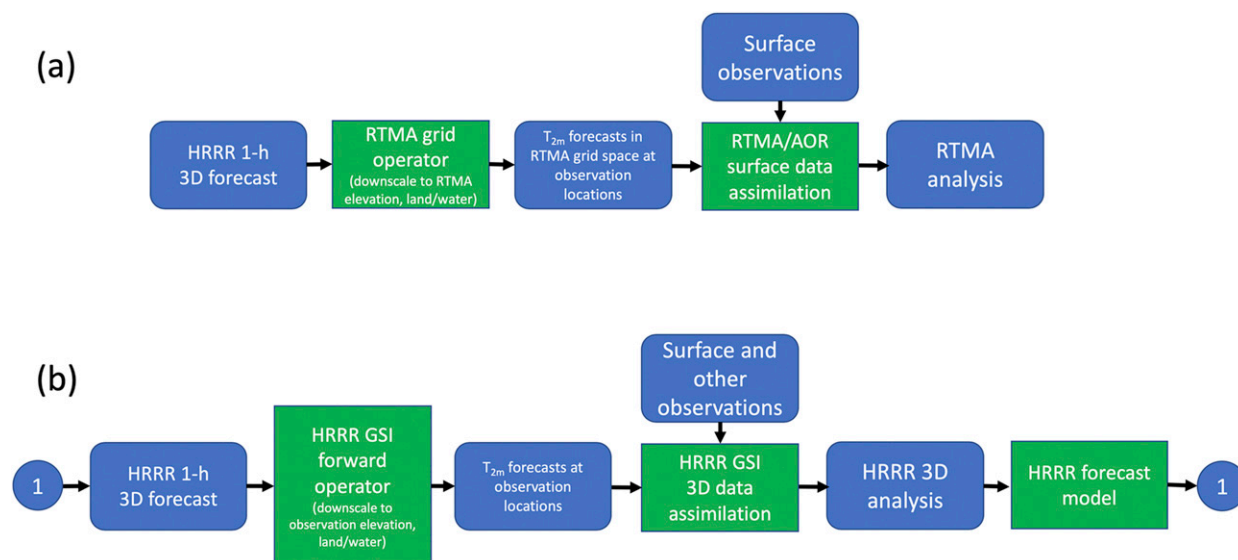 (a)
HRRR 1-h
3D forecast
RTMA grid
operator
(downscale to RTMA
elevation, land/water)
T2m forecasts in
RTMA grid space at
observation
locations
Surface
observations
RTMA/AOR
surface data
assimilation
RTMA
analysis
(b)
1
HRRR 1-h
3D forecast
HRRR GSI
forward
operator
(downscale to
observation elevation,
land/water)
T2m forecasts at
observation
locations
Surface and
other
observations
HRRR GSI
3D data
assimilation
HRRR 3D
analysis
HRRR forecast
model
1